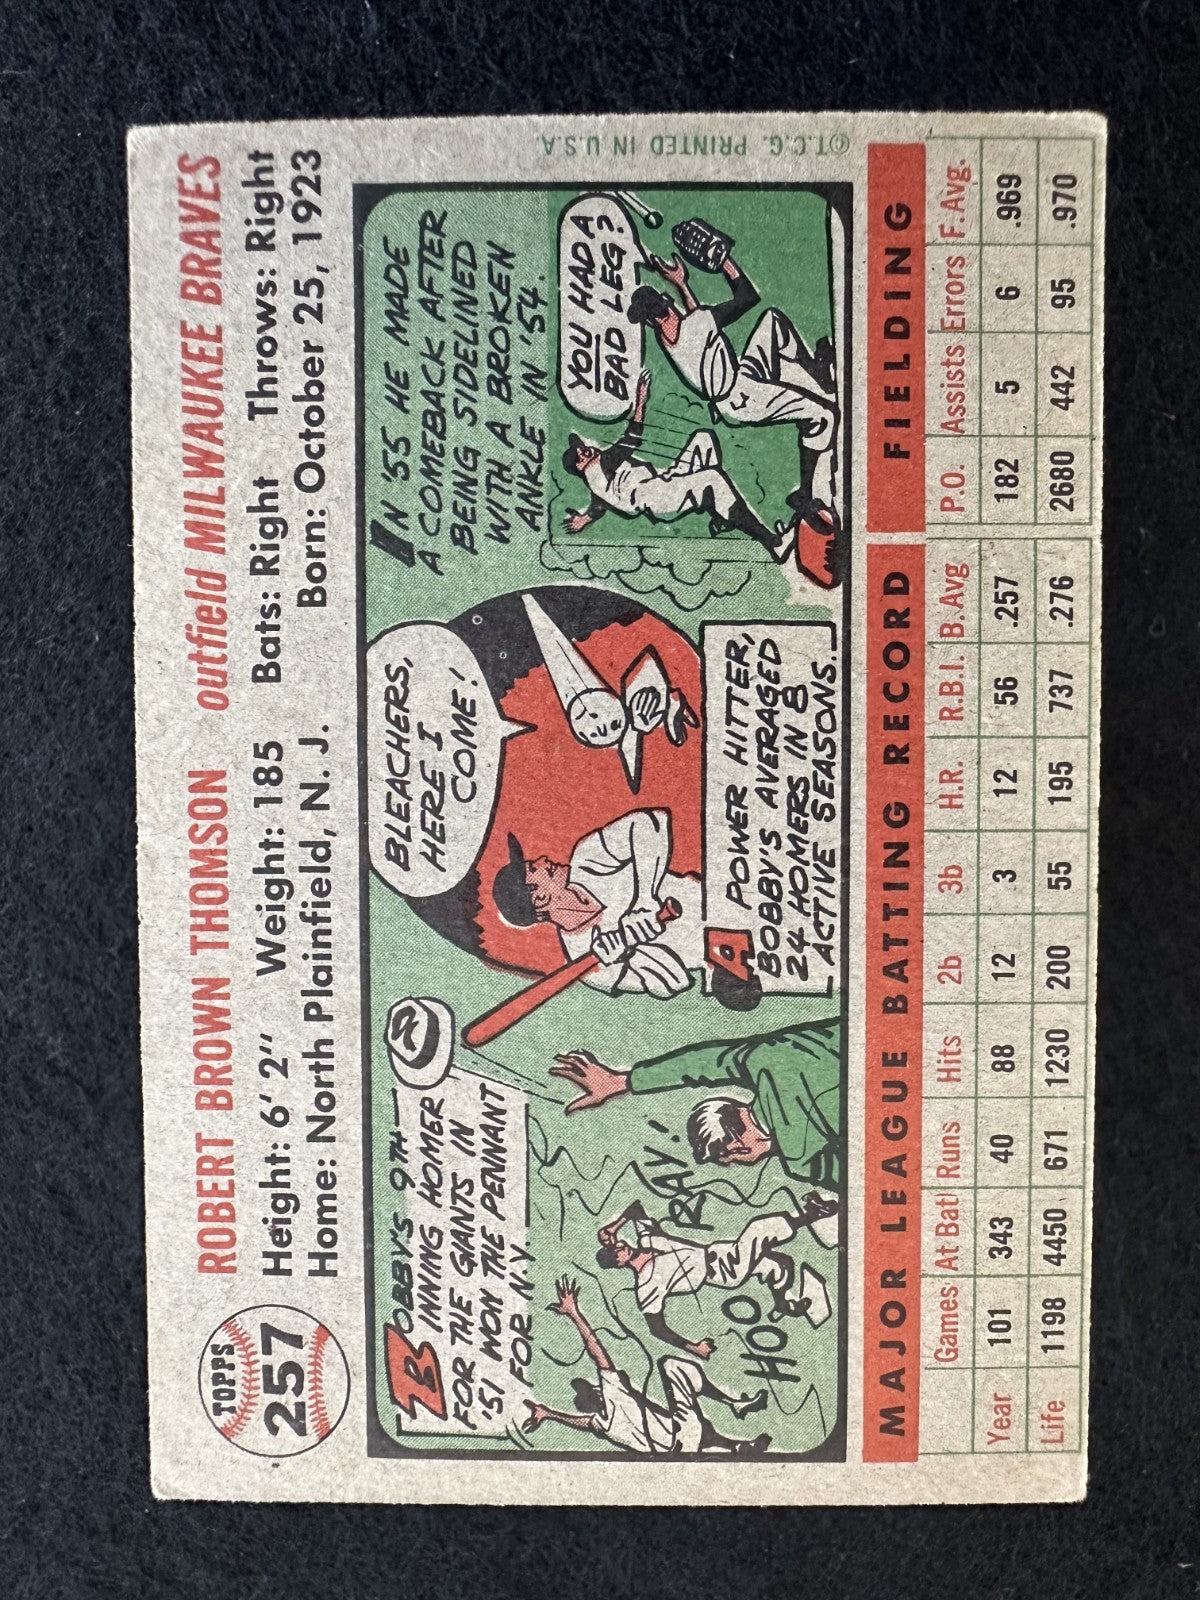 TOPPS
257
ROBERT BROWN THOMSON outfield MILWAUKEE BRAVES
Height: 6' 2" Weight: 185 Bats: Right Throws: Right
Home: North Plainfield, N. J. Born: October 25, 1923
BOBBY'S 9TH-
INNING HOMER
FOR THE GIANTS IN
'51 WON THE PENNANT
FOR N.Y.
HOO
RAY!
BLEACHERS,
HERE I
COME!
A POWER HITTER,
BOBBY'S AVERAGED
24 HOMERS IN 8
ACTIVE SEASONS.
IN '55 HE MADE
A COMEBACK AFTER
BEING SIDELINED
WITH A BROKEN
ANKLE IN '54.
YOU HAD A
BAD LEG?
MAJOR LEAGUE BATTING RECORD FIELDING
Games At Bat Runs Hits 2b 3b H.R. R.B.I. B.Avg P.O. Assists Errors F.Avg.
Year 101 343 40 88 12 3 12 56 .257 182 5 6 .969
Life 1198 4450 671 1230 200 55 195 737 .276 2680 442 95 .970
©T.C.G. PRINTED IN U.S.A.